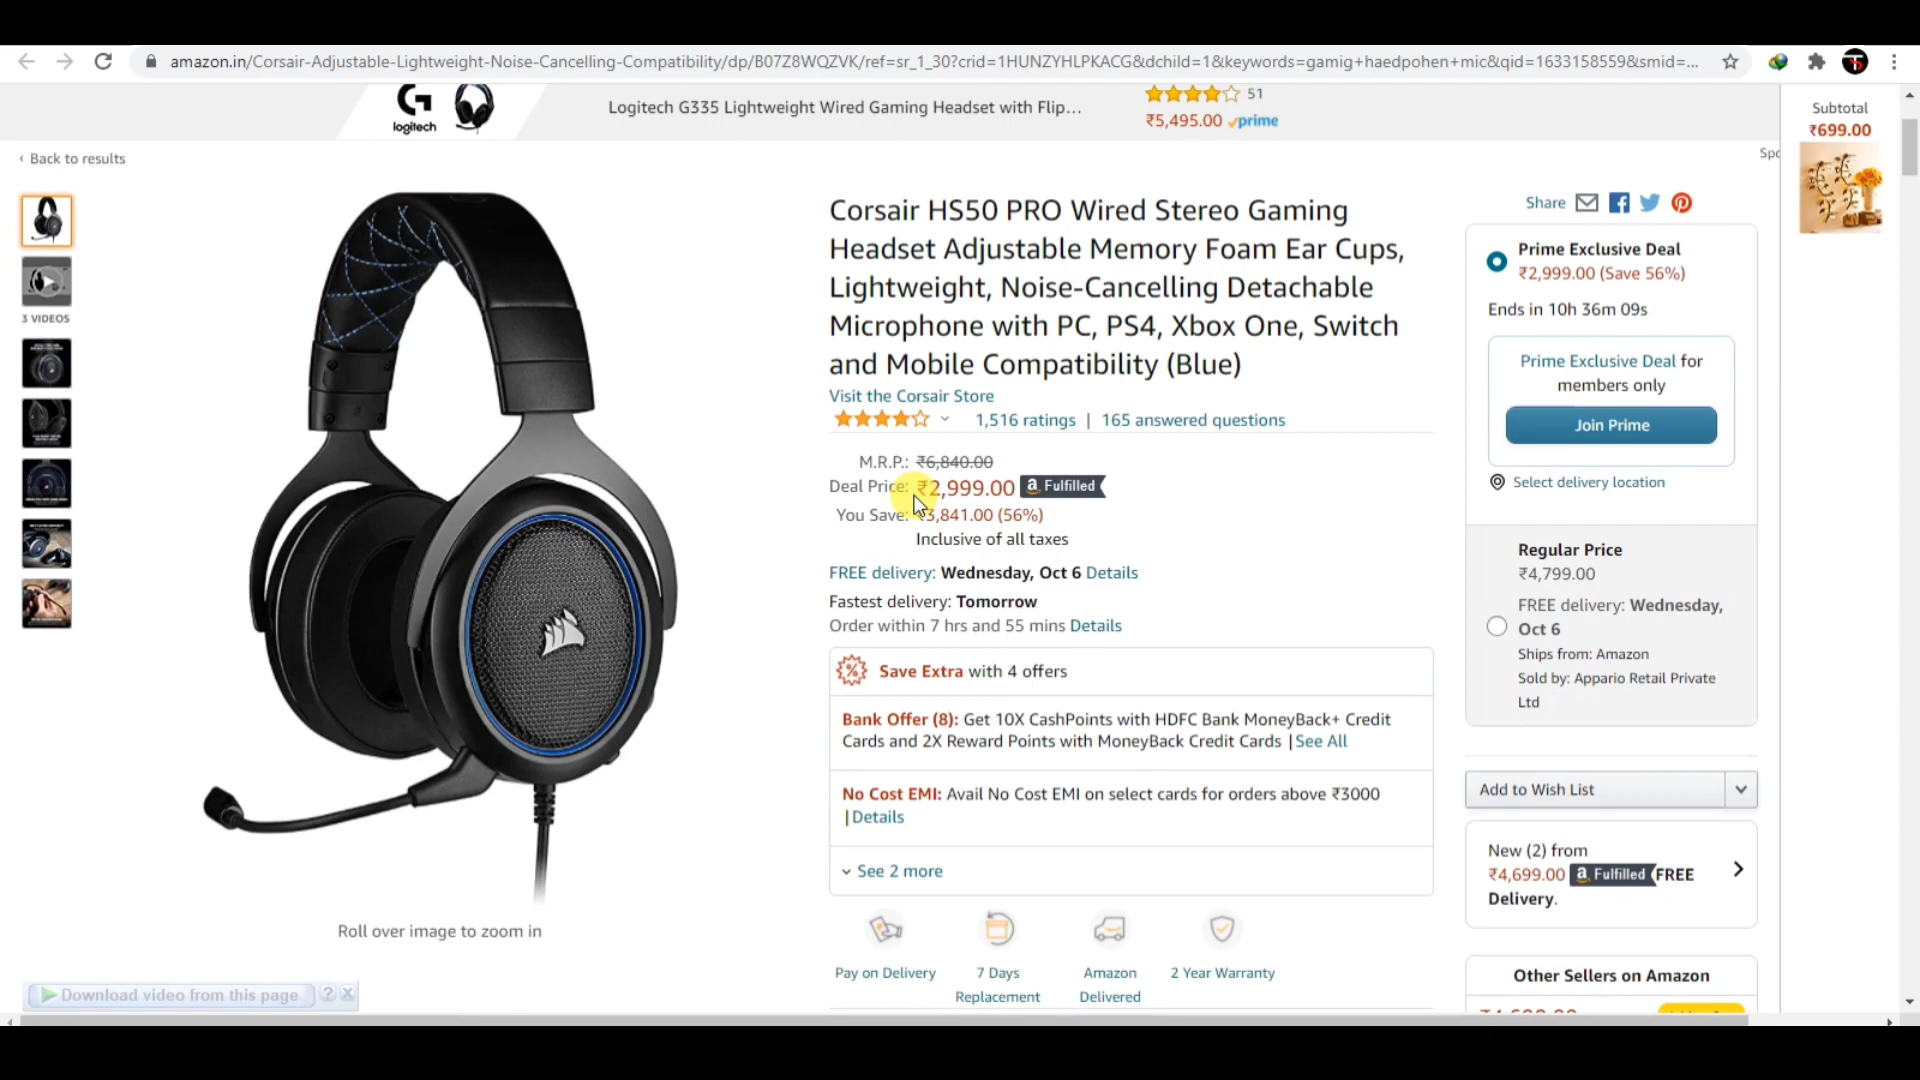 amazon.in/Corsair-Adjustable-Lightweight-Noise-Cancelling-Compatibility/dp/B07Z8WQZVK/ref=sr_1_30?crid=1HUNZYHLPKACG&dchild=1&keywords=gamig+haedpohen+mic&qid=1633158559&smid=...
logitech
Logitech G335 Lightweight Wired Gaming Headset with Flip...
51
₹5,495.00 prime
Subtotal
₹699.00
‹ Back to results
Corsair HS50 PRO Wired Stereo Gaming
Headset Adjustable Memory Foam Ear Cups,
Lightweight, Noise-Cancelling Detachable
Microphone with PC, PS4, Xbox One, Switch
and Mobile Compatibility (Blue)
Visit the Corsair Store
1,516 ratings | 165 answered questions
M.R.P.: ₹6,840.00
Deal Price: ₹2,999.00 a Fulfilled
You Save: ₹3,841.00 (56%)
Inclusive of all taxes
FREE delivery: Wednesday, Oct 6 Details
Fastest delivery: Tomorrow
Order within 7 hrs and 55 mins Details
Save Extra with 4 offers
Bank Offer (8): Get 10X CashPoints with HDFC Bank MoneyBack+ Credit
Cards and 2X Reward Points with MoneyBack Credit Cards |See All
No Cost EMI: Avail No Cost EMI on select cards for orders above ₹3000
|Details
See 2 more
Pay on Delivery
7 Days
Replacement
Amazon
Delivered
2 Year Warranty
3 VIDEOS
Roll over image to zoom in
Download video from this page ? X
Share
Prime Exclusive Deal
₹2,999.00 (Save 56%)
Ends in 10h 36m 09s
Prime Exclusive Deal for
members only
Join Prime
Select delivery location
Regular Price
₹4,799.00
FREE delivery: Wednesday,
Oct 6
Ships from: Amazon
Sold by: Appario Retail Private
Ltd
Add to Wish List
New (2) from
₹4,699.00 a Fulfilled FREE
Delivery.
Other Sellers on Amazon